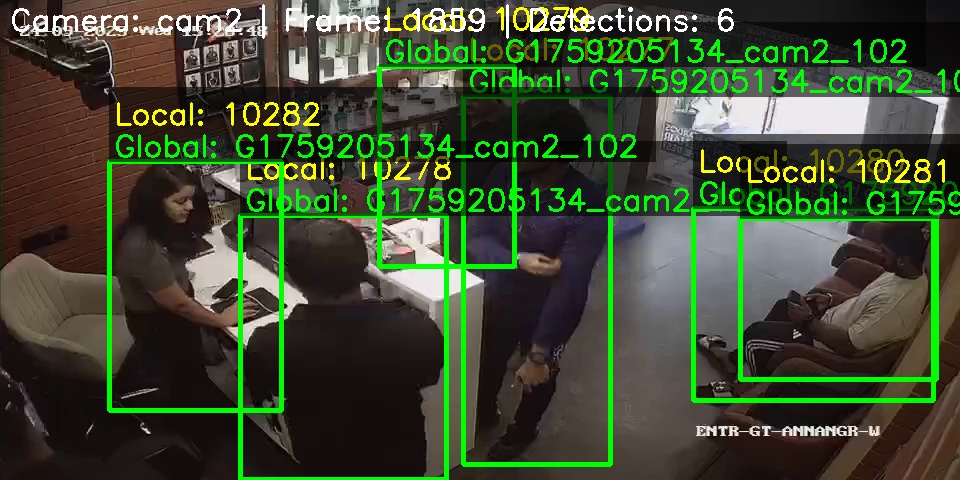 Camera: cam2 | Frame: 1859 | Detections: 6
Local: 10279
Global: G1759205134_cam2_102
Global: G1759205134_cam2_10
Local: 10282
Global: G1759205134_cam2_102
Local: 10278
Global: G1759205134_cam2_
Local: 10280
Local: 10281
Global: G1759
ENTR-GT-ANNANGR-W